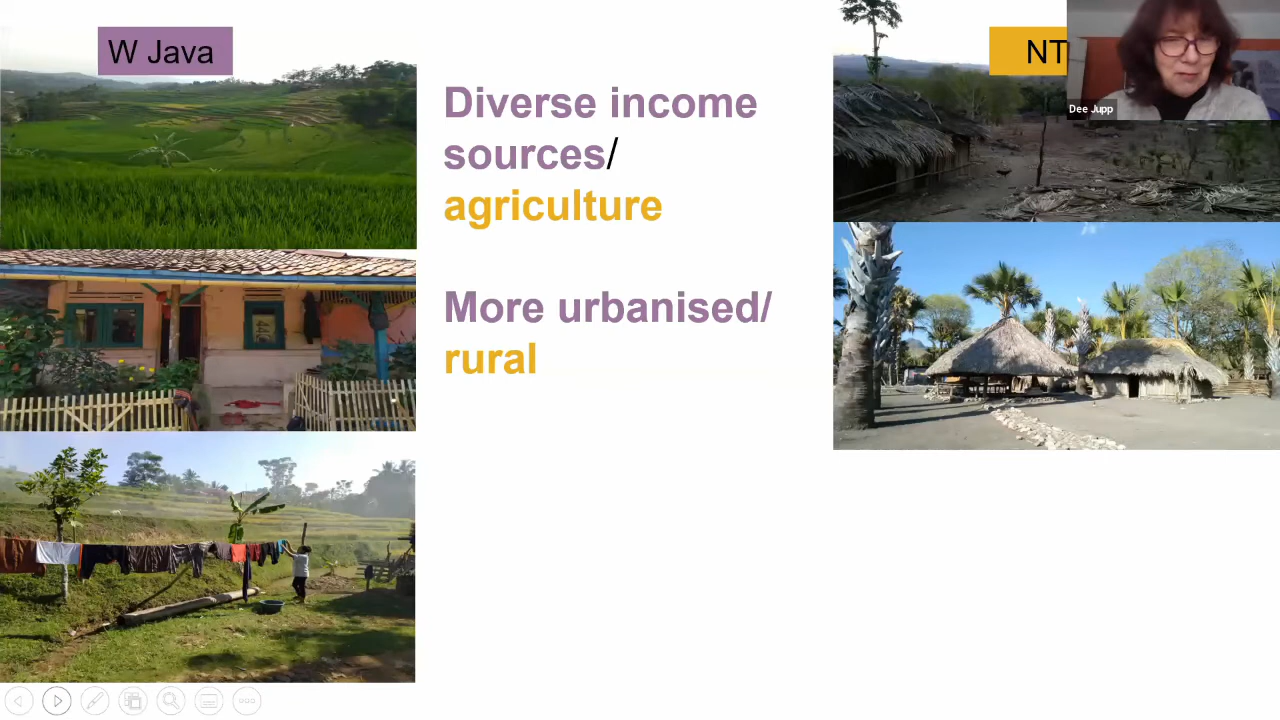 W Java
Diverse income
sources/
agriculture
More urbanised/
rural
NT
Dee Jupp